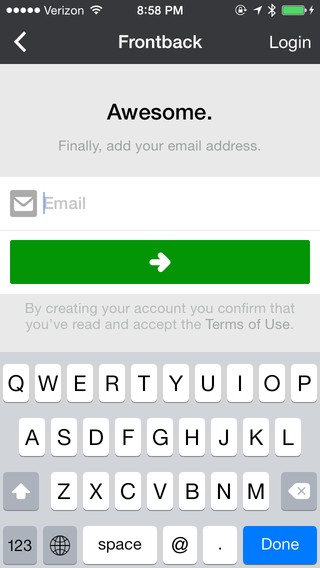 Verizon 8:58 PM
Frontback Login
Awesome.
Finally, add your email address.
Email
By creating your account you confirm that
you've read and accept the Terms of Use.
Q W E R T Y U I O P
A S D F G H J K L
Z X C V B N M
123 space @ . Done